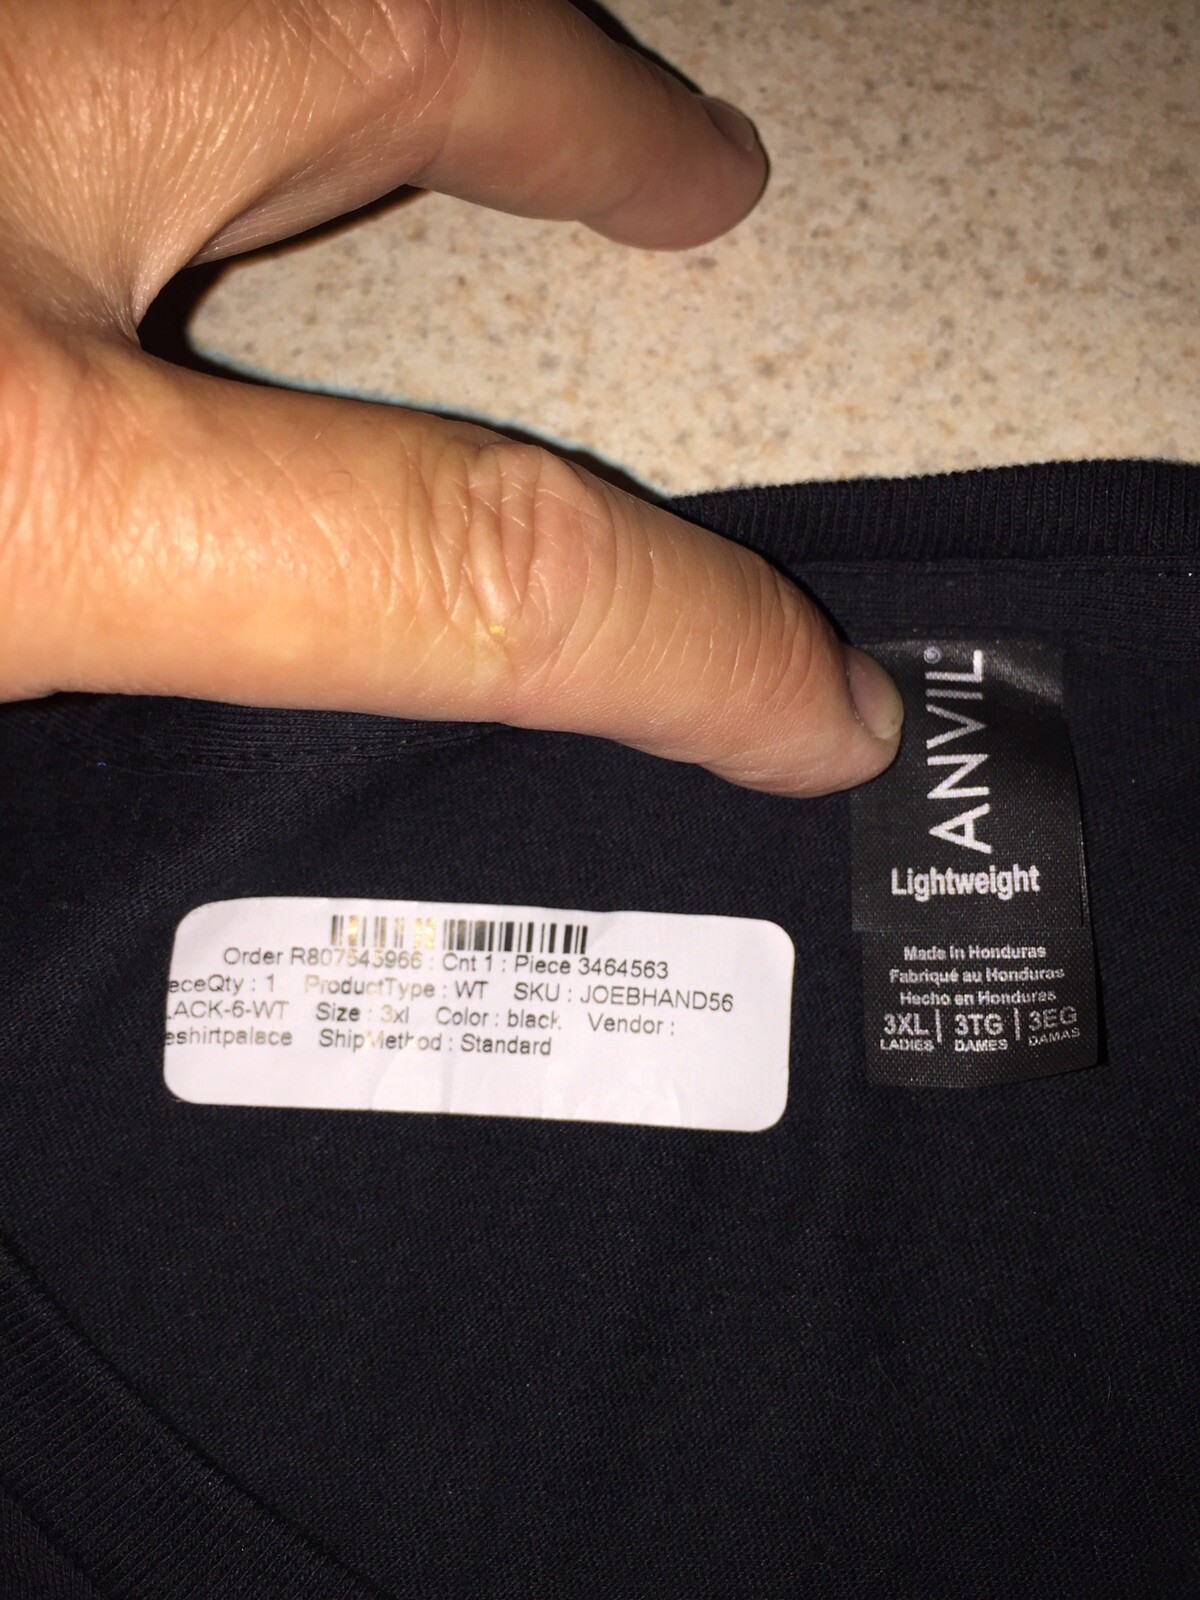 ANVIL®
Lightweight
Made in Honduras
Fabriqué au Honduras
Hecho en Honduras
3XL | 3TG | 3EG
LADIES DAMES DAMAS
Order R807545966 : Cnt 1 : Piece 3464563
eceQty : 1 ProductType : WT SKU : JOEBHAND56
LACK-6-WT Size : 3xl Color : black Vendor :
eshirtpalace ShipMethod : Standard